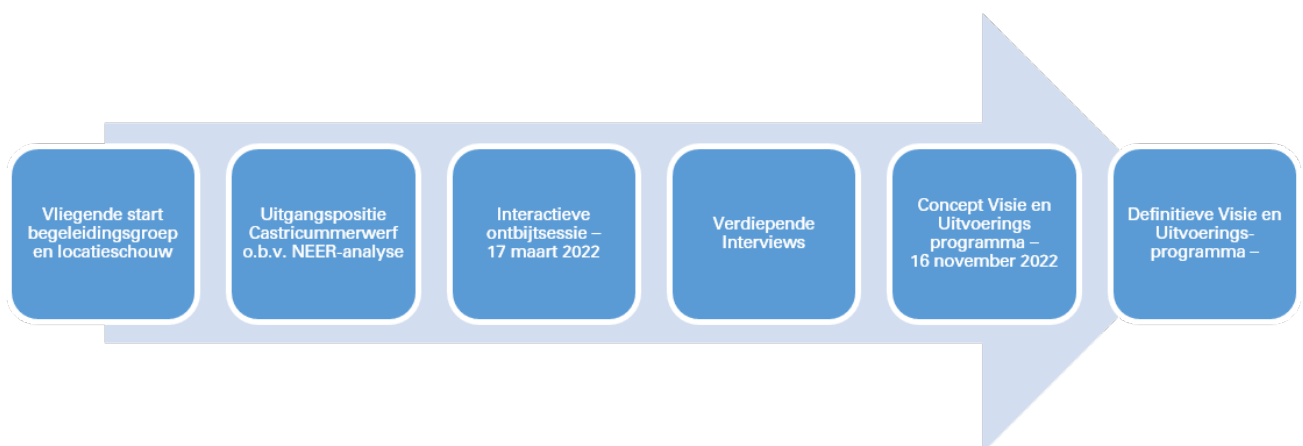 Vliegende start
begeleidingsgroep
en locatieschouw
Uitgangspositie
Castricummerwerf
o.b.v. NEER-analyse
Interactieve
ontbijtsessie –
17 maart 2022
Verdiepende
Interviews
Concept Visie en
Uitvoerings
programma –
16 november 2022
Definitieve Visie en
Uitvoerings-
programma –